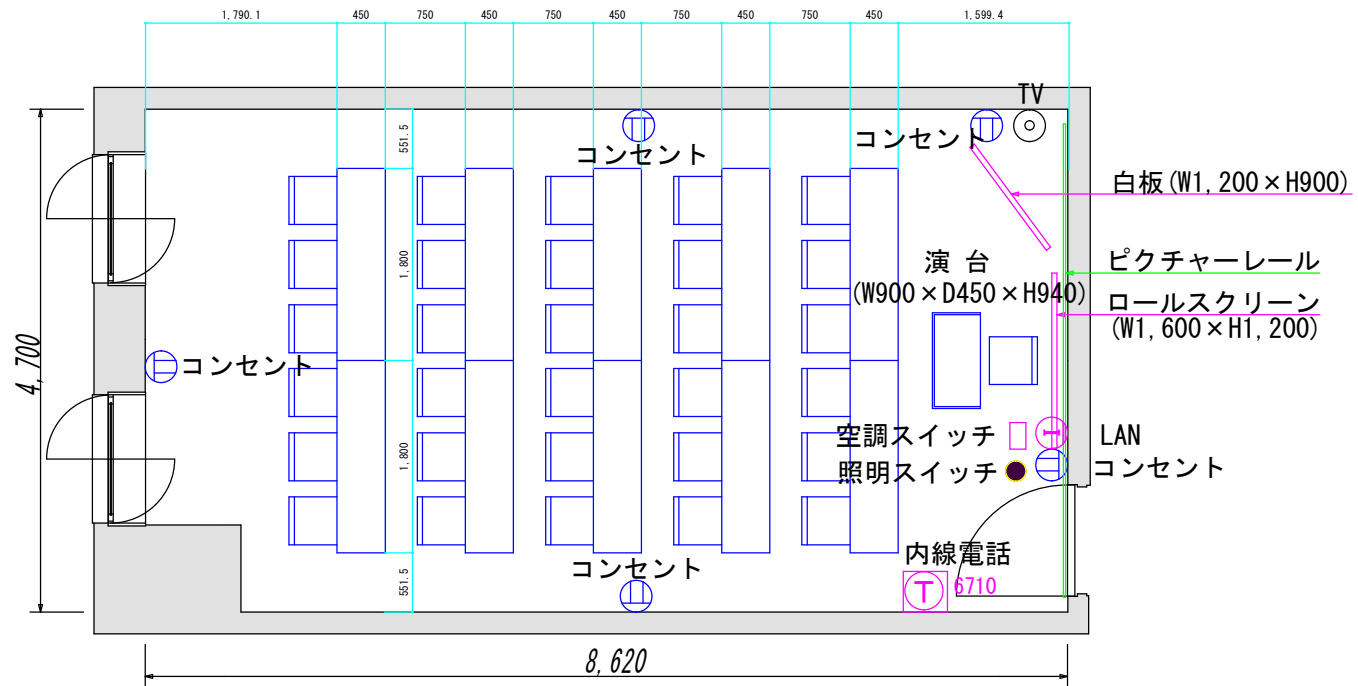 1,790.1 450 750 450 750 450 750 450 750 450 1,599.4
TV
551.5
コンセント
コンセント
白板(W1,200×H900)
1,800
演 台
ピクチャーレール
(W900×D450×H940)
ロールスクリーン
(W1,600×H1,200)
4,700
コンセント
空調スイッチ
LAN
1,800
照明スイッチ
コンセント
内線電話
コンセント
551.5
T
6710
8,620